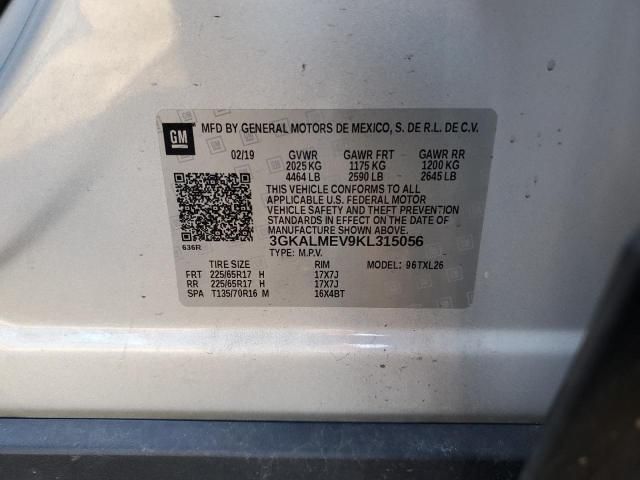 GM MFD BY GENERAL MOTORS DE MEXICO, S. DE R.L. DE C.V.
02/19 GVWR GAWR FRT GAWR RR
2025 KG 1175 KG 1200 KG
4464 LB 2590 LB 2645 LB
THIS VEHICLE CONFORMS TO ALL
APPLICABLE U.S. FEDERAL MOTOR
VEHICLE SAFETY AND THEFT PREVENTION
STANDARDS IN EFFECT ON THE DATE OF
MANUFACTURE SHOWN ABOVE.
636R 3GKALMEV9KL315056
TYPE: M.P.V.
TIRE SIZE RIM MODEL: 96TXL26
FRT 225/65R17 H 17X7J
RR 225/65R17 H 17X7J
SPA T135/70R16 M 16X4BT